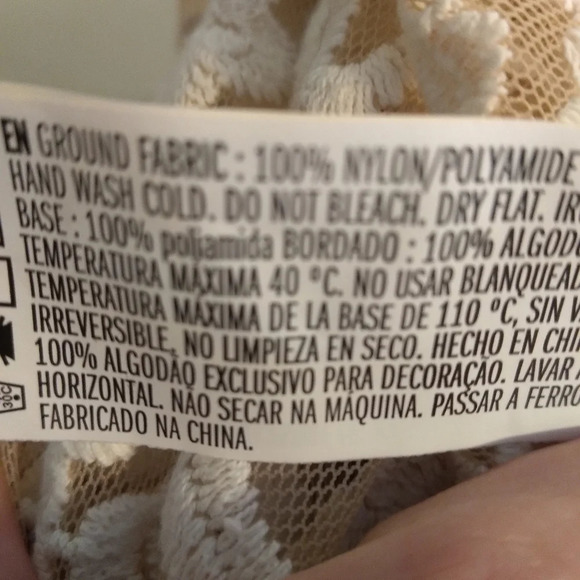 EN GROUND FABRIC : 100% NYLON/POLYAMIDE
HAND WASH COLD. DO NOT BLEACH. DRY FLAT. IR
BASE : 100% poliamida BORDADO : 100% ALGOD
TEMPERATURA MÁXIMA 40 °C. NO USAR BLANQUEAD
TEMPERATURA MÁXIMA DE LA BASE DE 110 °C, SIN V
IRREVERSIBLE. NO LIMPIEZA EN SECO. HECHO EN CHI
100% ALGODÃO EXCLUSIVO PARA DECORAÇÃO. LAVAR À
HORIZONTAL. NÃO SECAR NA MÁQUINA. PASSAR A FERRO
FABRICADO NA CHINA.
30C